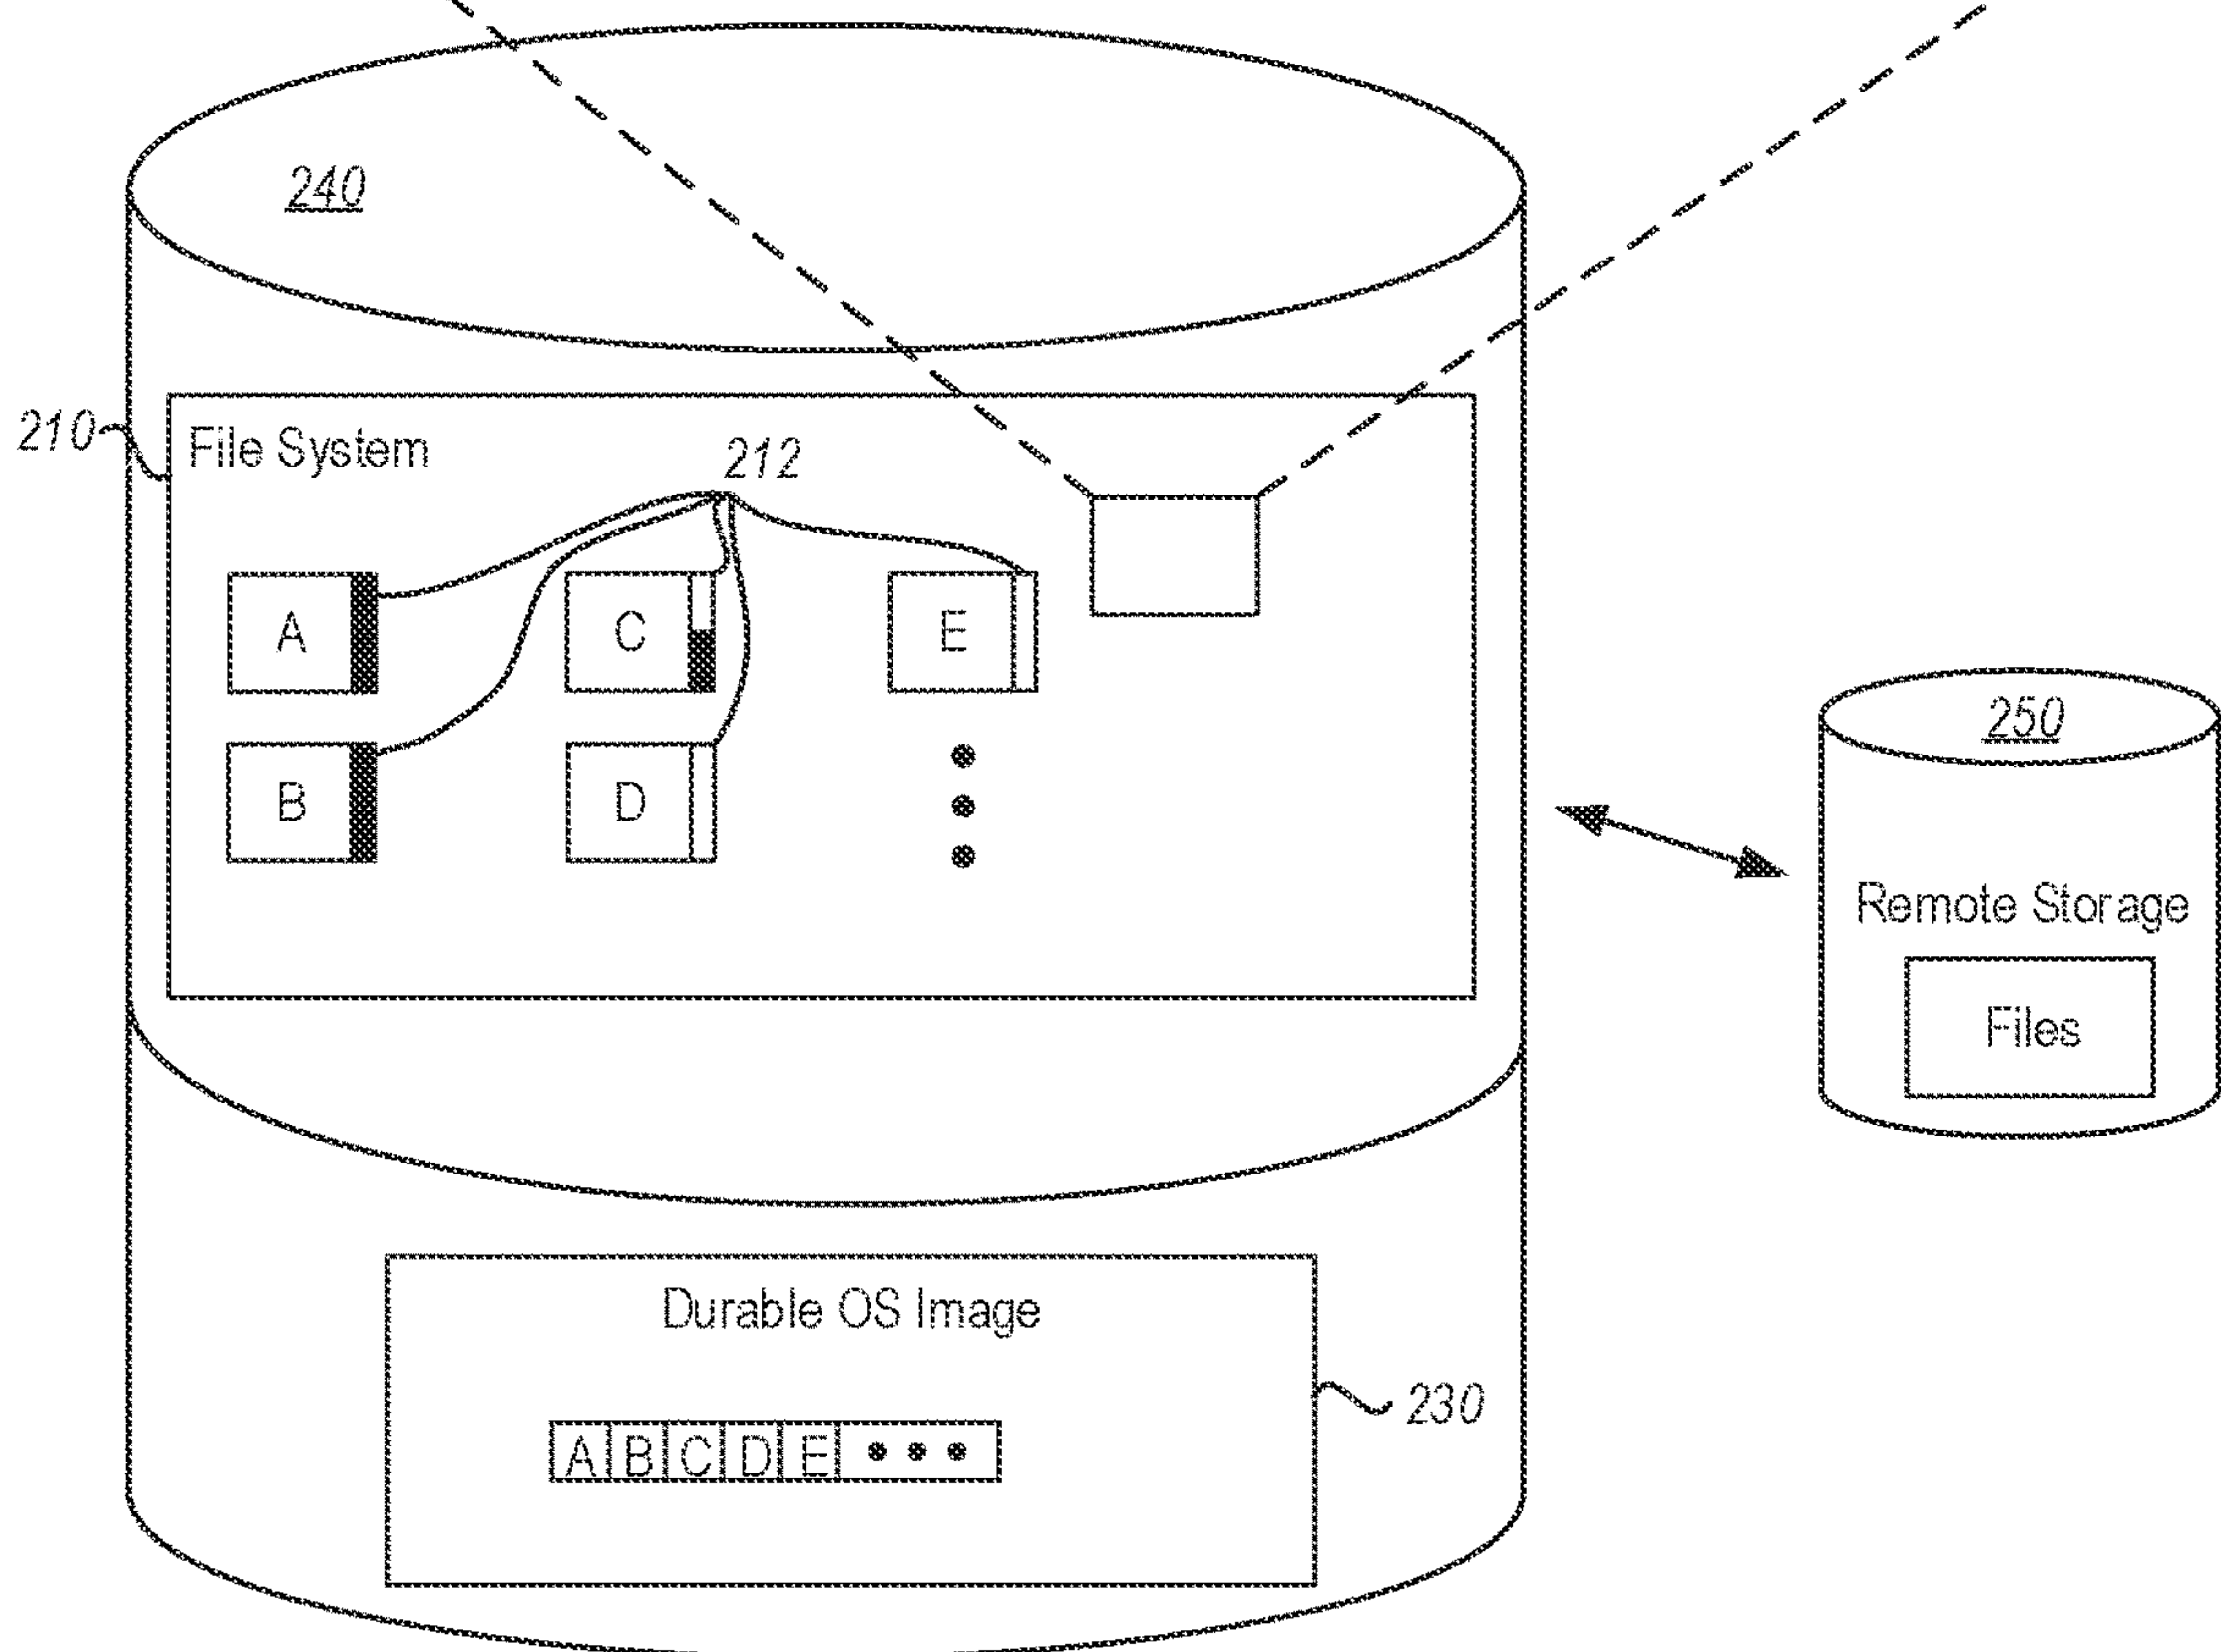 240
210
File System
212
A
C
E
B
D
250
Remote Storage
Files
Durable OS Image
230
A B C D E